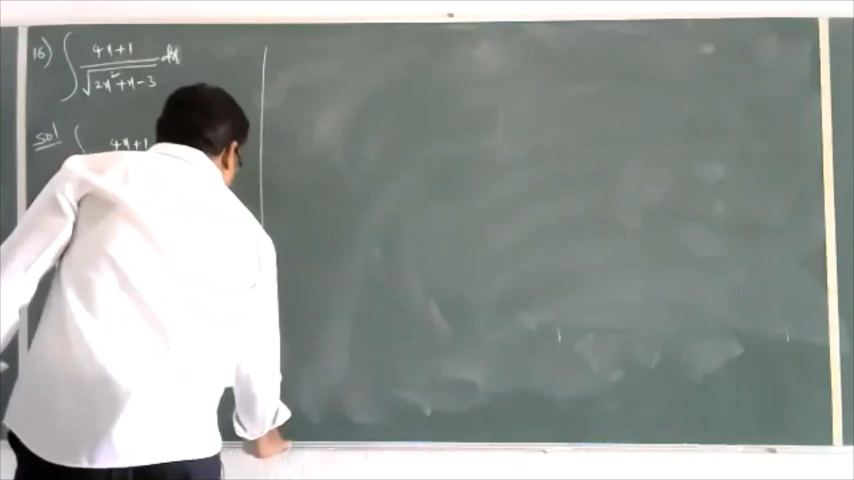 16) ∫ 4x+1 / √(2x²+x-3) dx
Sol ∫ 4x+1